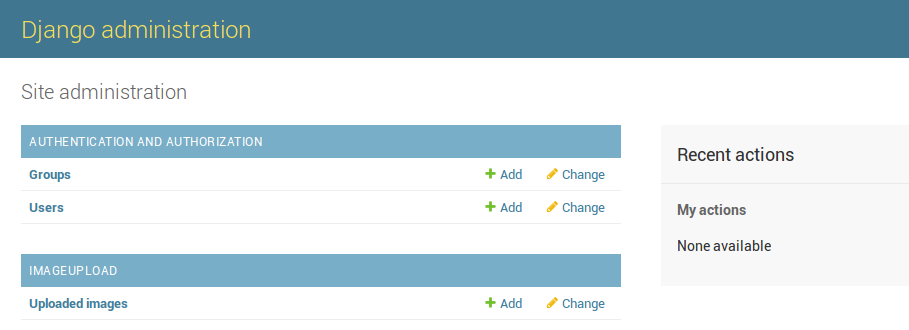 Django administration
Site administration
AUTHENTICATION AND AUTHORIZATION
Groups Add Change
Users Add Change
IMAGEUPLOAD
Uploaded images Add Change
Recent actions
My actions
None available